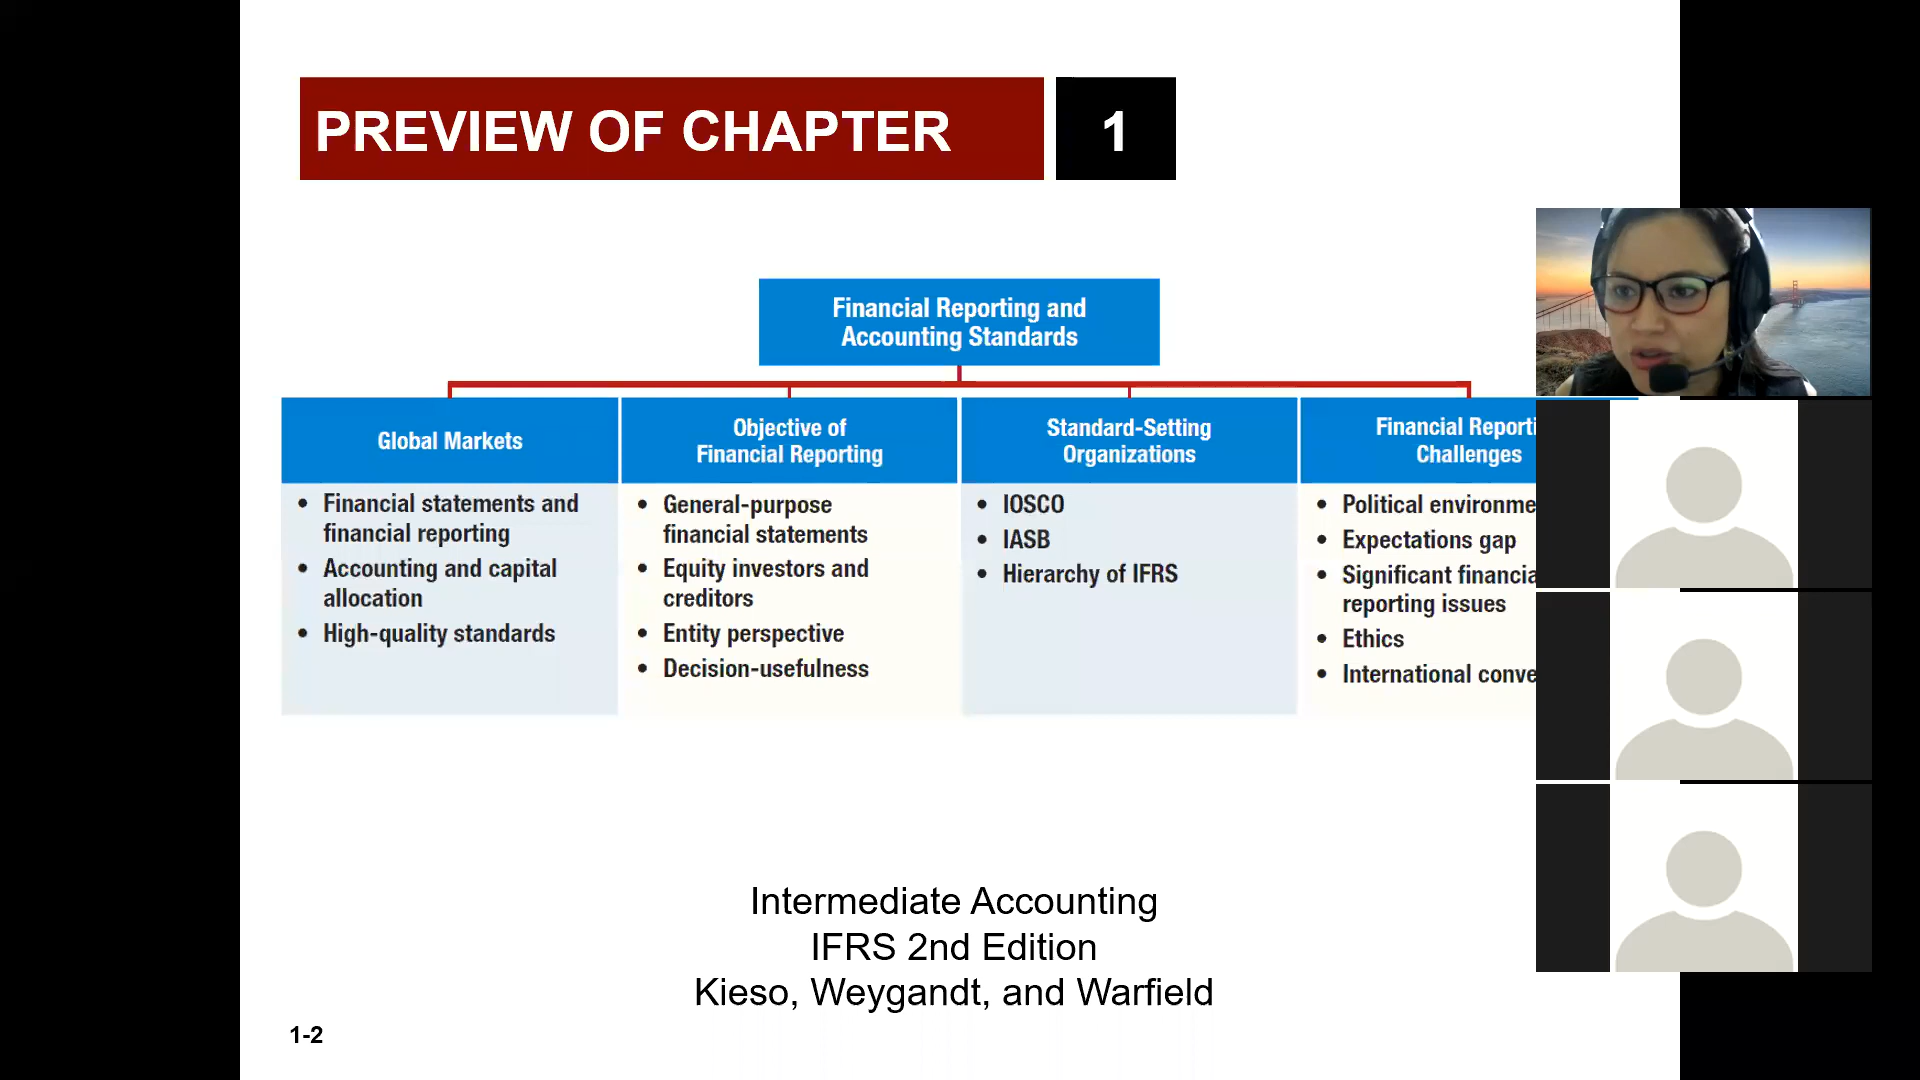 PREVIEW OF CHAPTER 1
Financial Reporting and
Accounting Standards
Global Markets
• Financial statements and
financial reporting
• Accounting and capital
allocation
• High-quality standards
Objective of
Financial Reporting
• General-purpose
financial statements
• Equity investors and
creditors
• Entity perspective
• Decision-usefulness
Standard-Setting
Organizations
• IOSCO
• IASB
• Hierarchy of IFRS
Financial Reporti
Challenges
• Political environme
• Expectations gap
• Significant financia
reporting issues
• Ethics
• International conve
Intermediate Accounting
IFRS 2nd Edition
Kieso, Weygandt, and Warfield
1-2